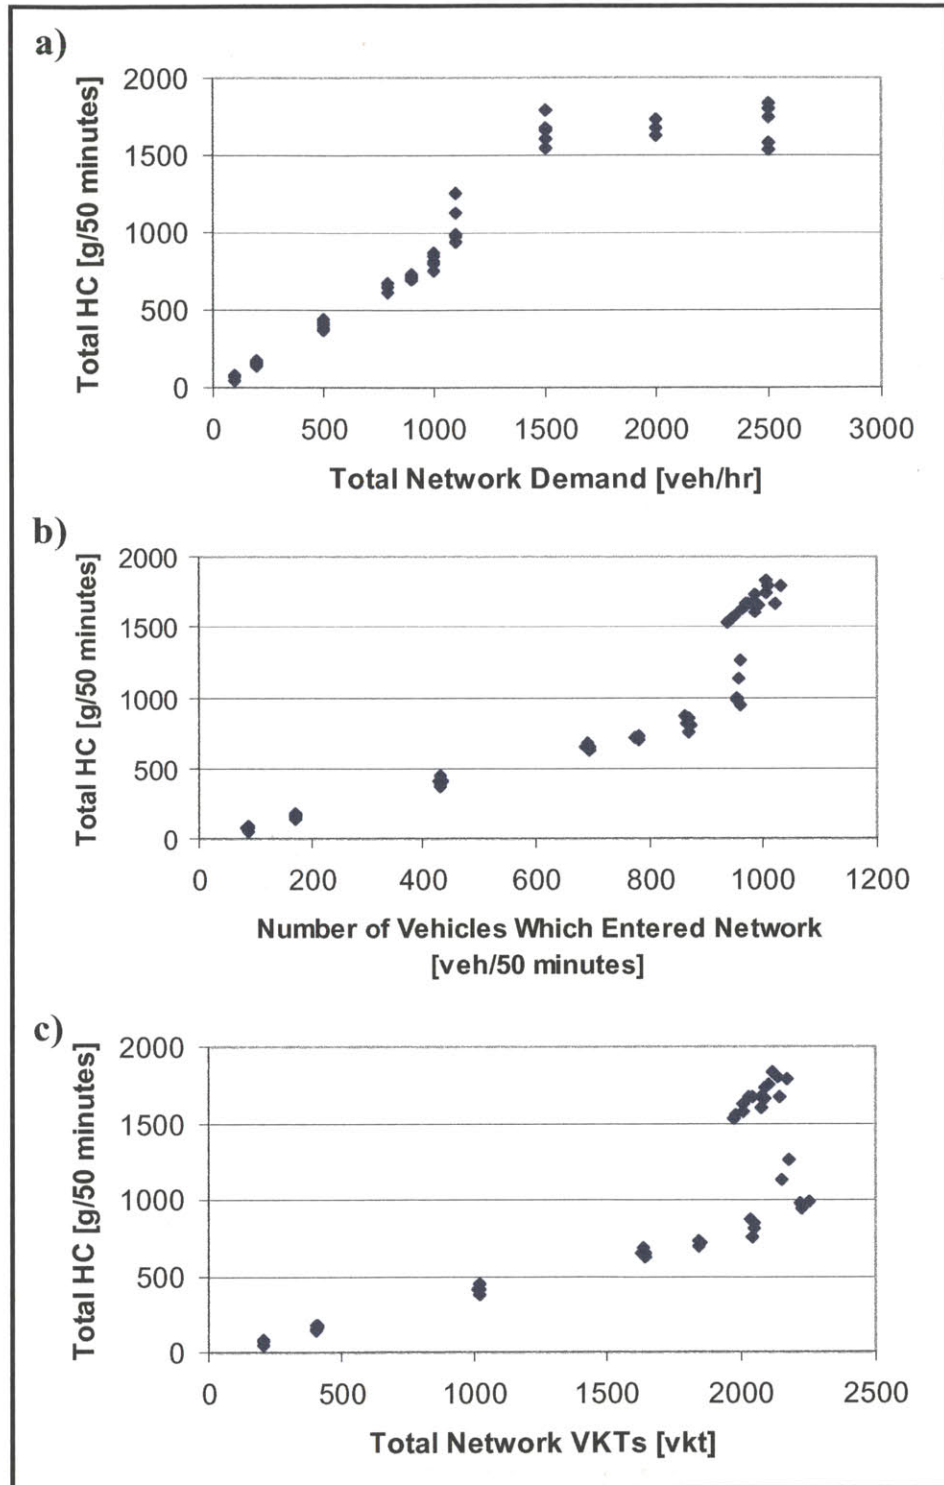 a)
Total HC [g/50 minutes]
2000
1500
1000
500
0
0 500 1000 1500 2000 2500 3000
Total Network Demand [veh/hr]
b)
Total HC [g/50 minutes]
2000
1500
1000
500
0
0 200 400 600 800 1000 1200
Number of Vehicles Which Entered Network
[veh/50 minutes]
c)
Total HC [g/50 minutes]
2000
1500
1000
500
0
0 500 1000 1500 2000 2500
Total Network VKTs [vkt]